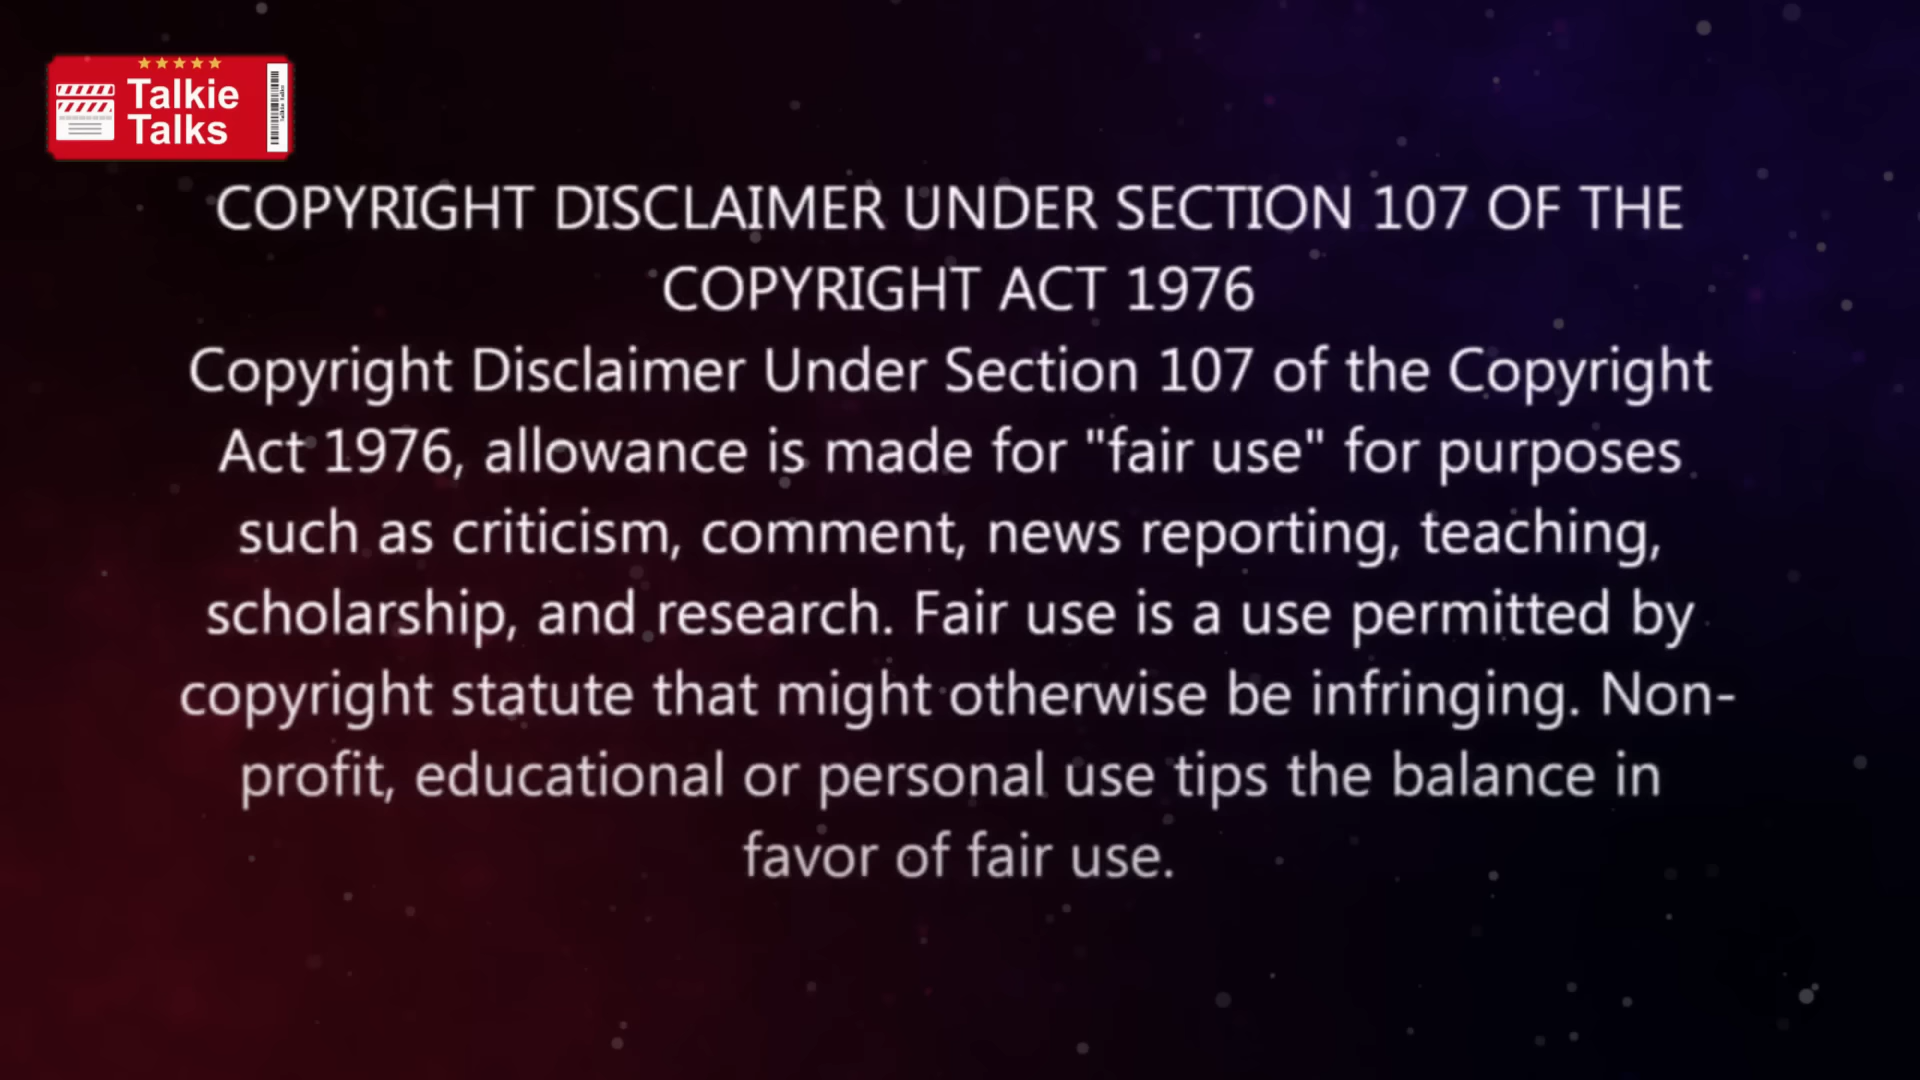 Talkie
Talks
COPYRIGHT DISCLAIMER UNDER SECTION 107 OF THE
COPYRIGHT ACT 1976
Copyright Disclaimer Under Section 107 of the Copyright
Act 1976, allowance is made for "fair use" for purposes
such as criticism, comment, news reporting, teaching,
scholarship, and research. Fair use is a use permitted by
copyright statute that might otherwise be infringing. Non-
profit, educational or personal use tips the balance in
favor of fair use.